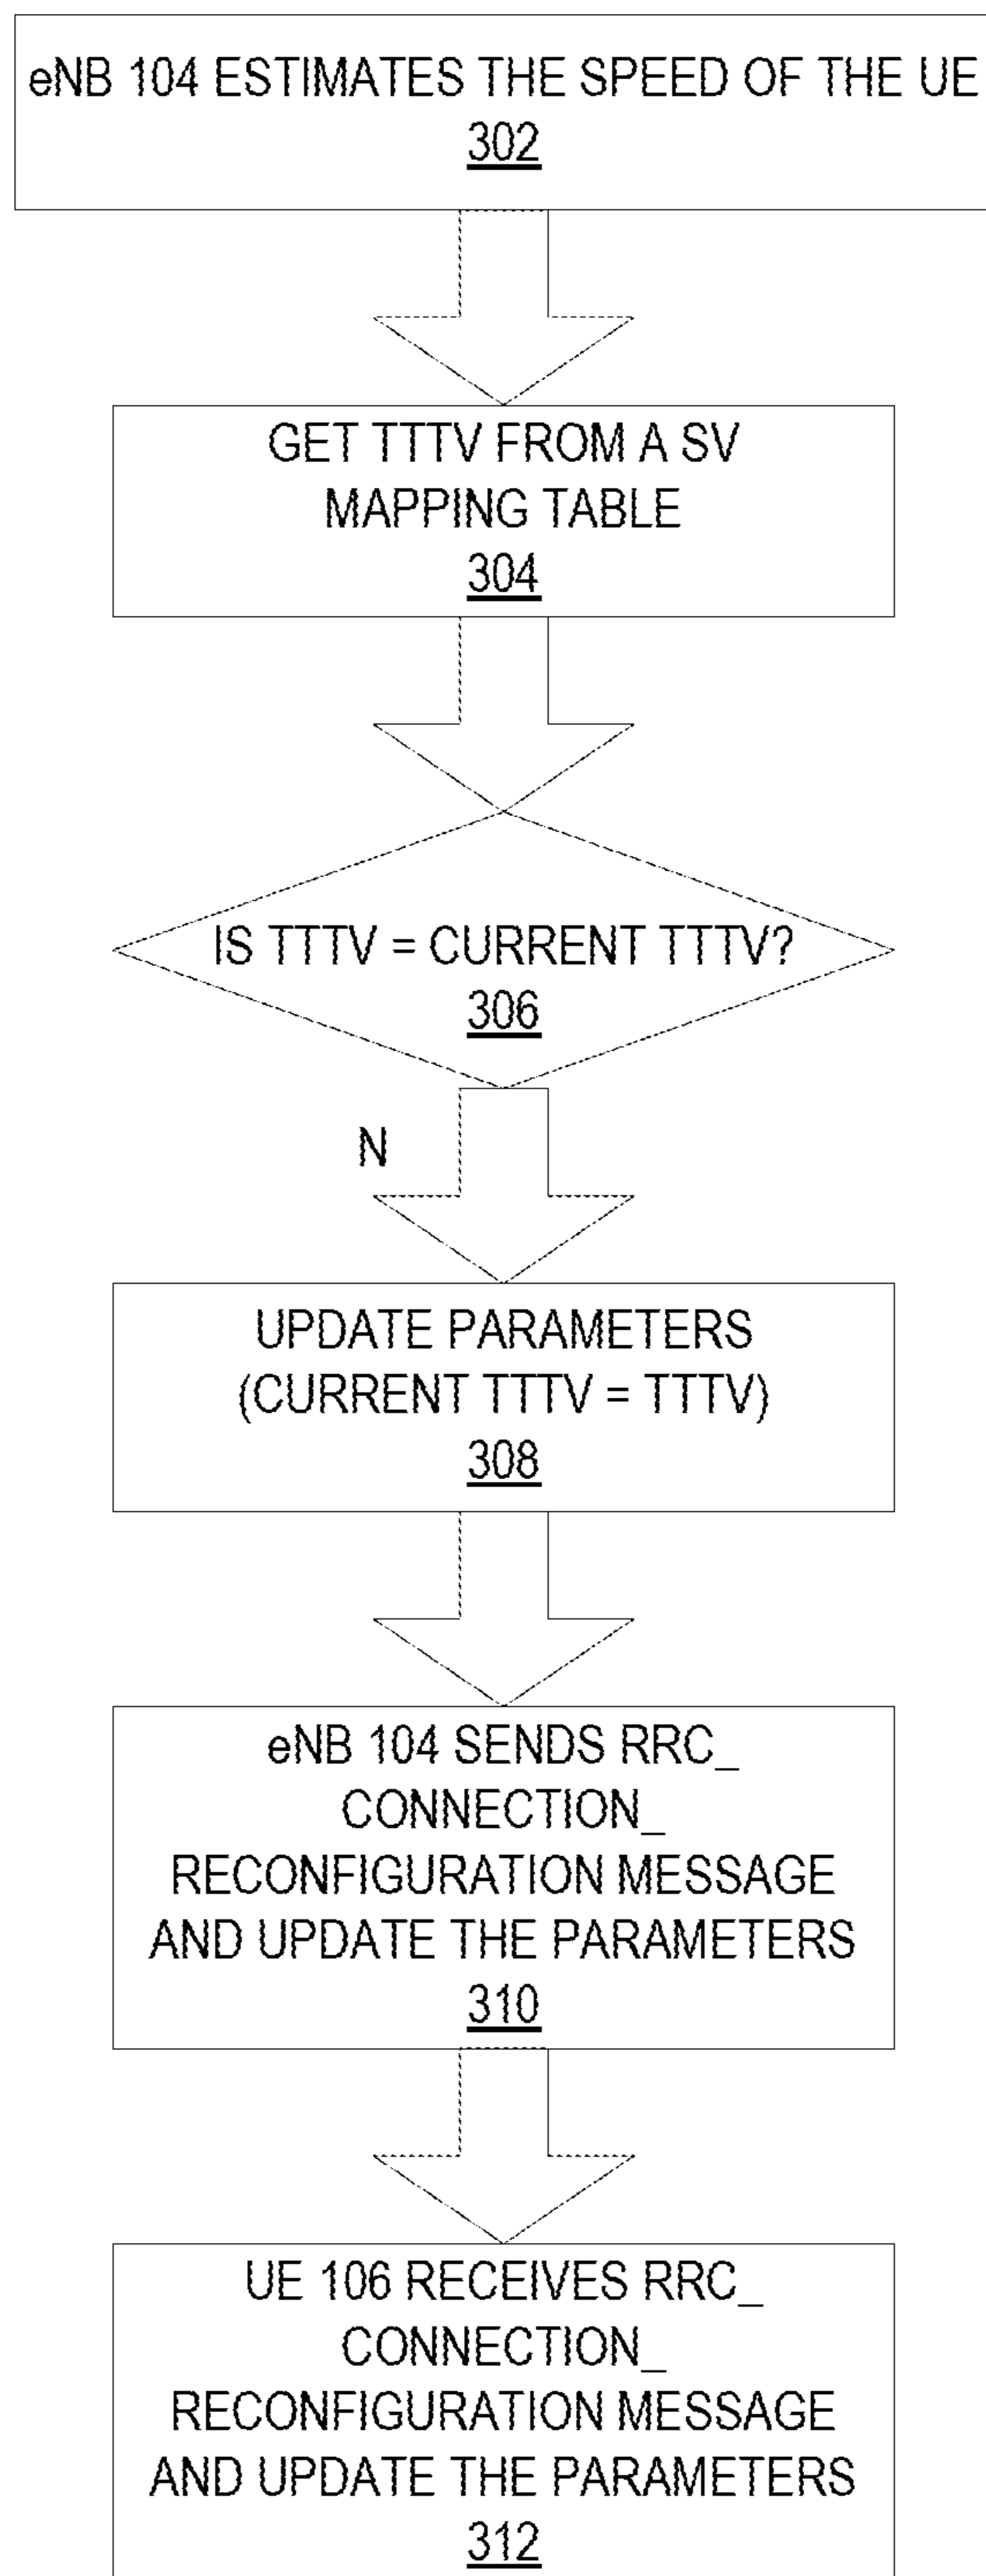 eNB 104 ESTIMATES THE SPEED OF THE UE
302
GET TTTV FROM A SV
MAPPING TABLE
304
IS TTTV = CURRENT TTTV?
306
N
UPDATE PARAMETERS
(CURRENT TTTV = TTTV)
308
eNB 104 SENDS RRC_
CONNECTION_
RECONFIGURATION MESSAGE
AND UPDATE THE PARAMETERS
310
UE 106 RECEIVES RRC_
CONNECTION_
RECONFIGURATION MESSAGE
AND UPDATE THE PARAMETERS
312